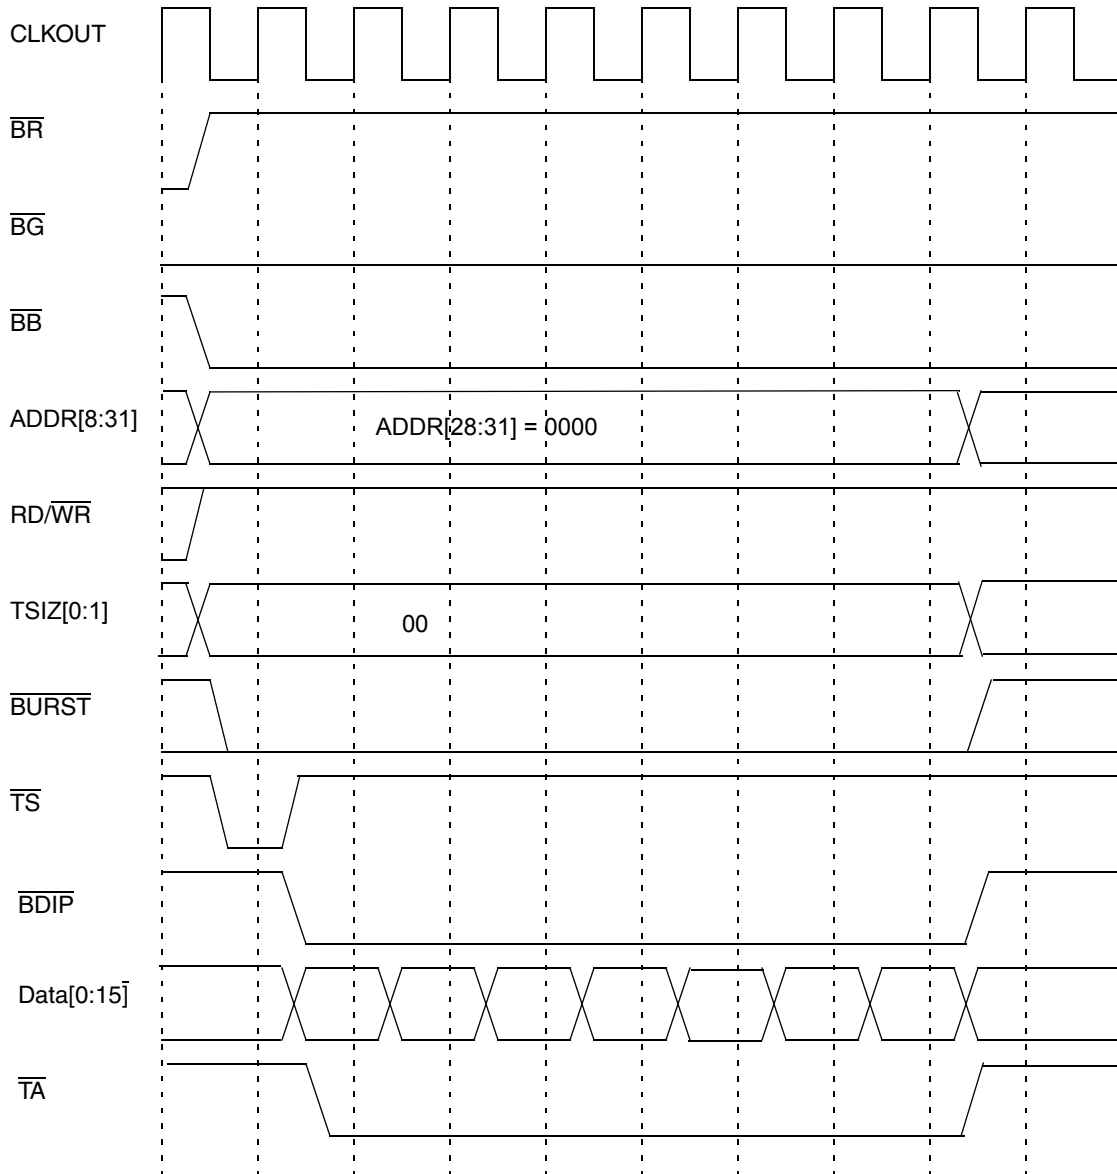 CLKOUT
BR
BG
BB
ADDR[8:31]
ADDR[28:31] = 0000
RD/WR
TSIZ[0:1]
00
BURST
TS
BDIP
Data[0:15]
TA